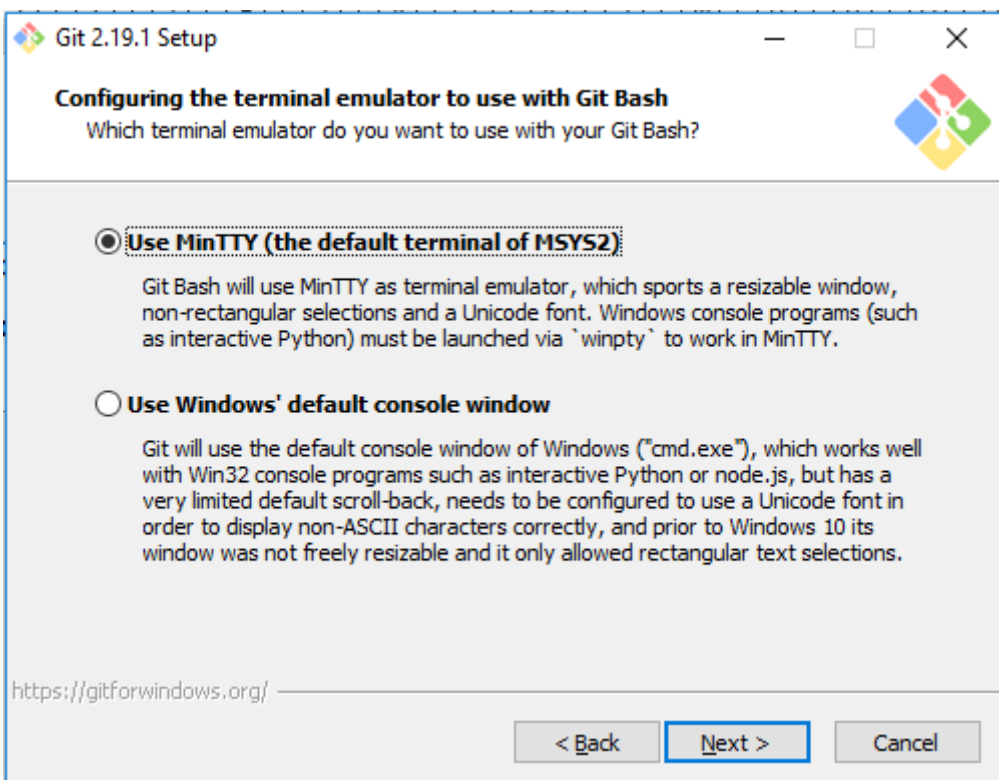 Git 2.19.1 Setup
Configuring the terminal emulator to use with Git Bash
Which terminal emulator do you want to use with your Git Bash?
Use MinTTY (the default terminal of MSYS2)
Git Bash will use MinTTY as terminal emulator, which sports a resizable window,
non-rectangular selections and a Unicode font. Windows console programs (such
as interactive Python) must be launched via `winpty` to work in MinTTY.
Use Windows' default console window
Git will use the default console window of Windows ("cmd.exe"), which works well
with Win32 console programs such as interactive Python or node.js, but has a
very limited default scroll-back, needs to be configured to use a Unicode font in
order to display non-ASCII characters correctly, and prior to Windows 10 its
window was not freely resizable and it only allowed rectangular text selections.
https://gitforwindows.org/
< Back Next > Cancel